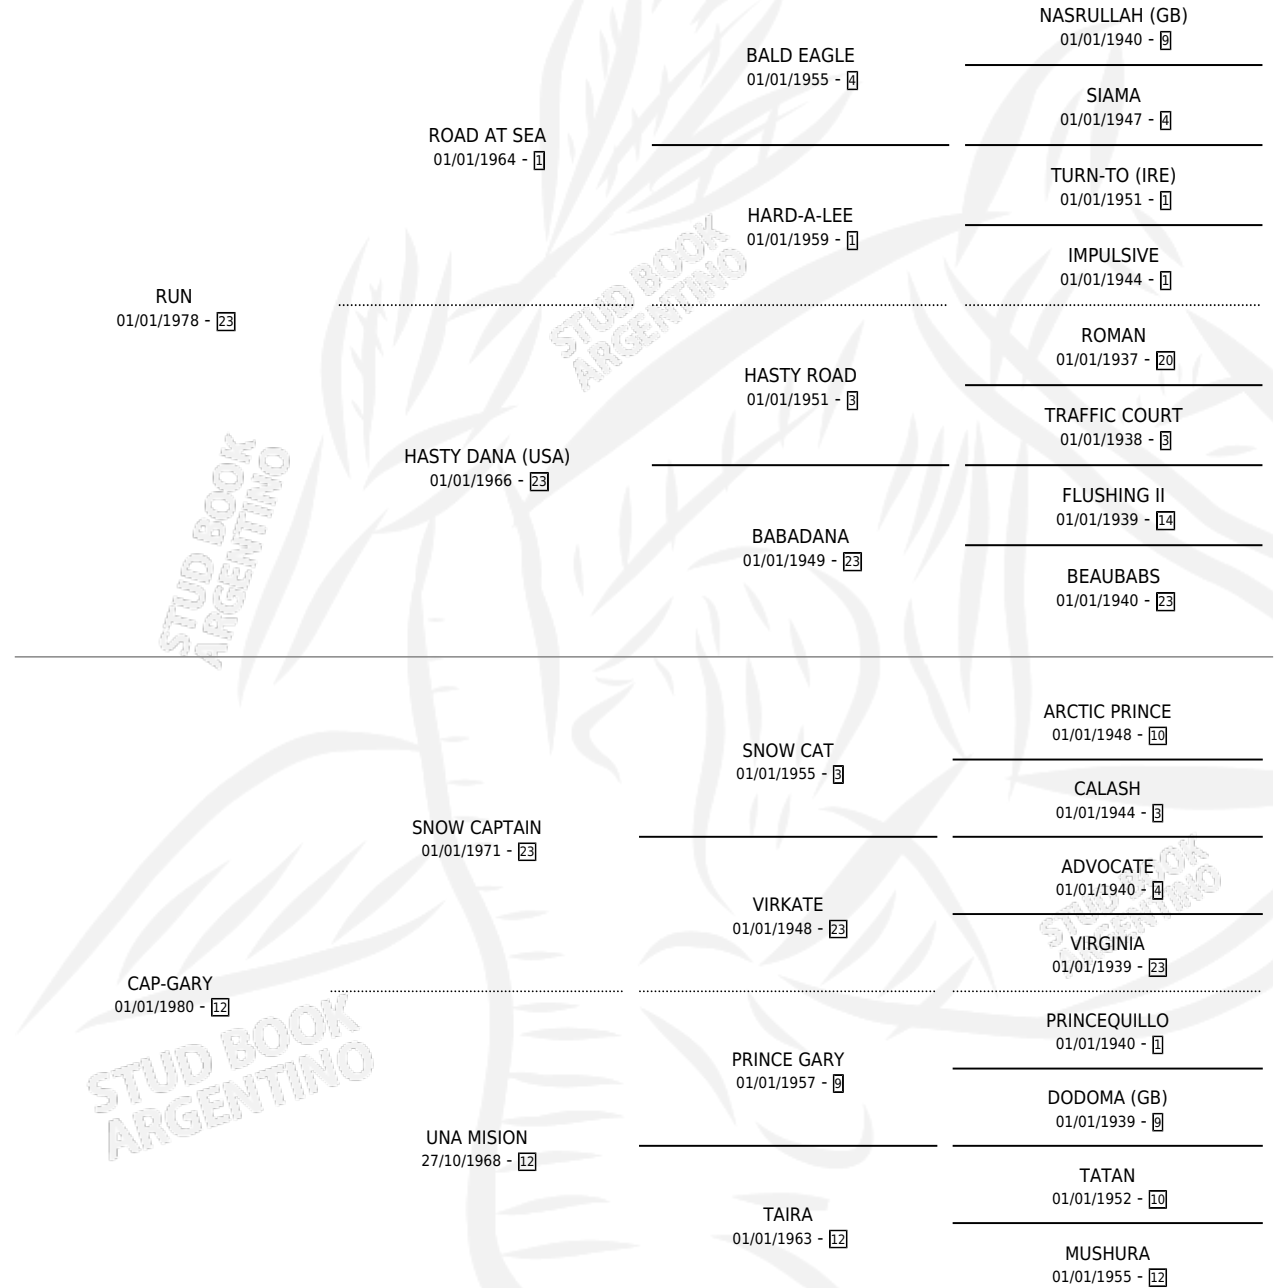 NASRULLAH (GB)
01/01/1940 - 9
BALD EAGLE
01/01/1955 - 4
SIAMA
01/01/1947 - 4
ROAD AT SEA
01/01/1964 - 1
TURN-TO (IRE)
01/01/1951 - 1
HARD-A-LEE
01/01/1959 - 1
IMPULSIVE
01/01/1944 - 1
RUN
01/01/1978 - 23
ROMAN
01/01/1937 - 20
HASTY ROAD
01/01/1951 - 3
TRAFFIC COURT
01/01/1938 - 3
HASTY DANA (USA)
01/01/1966 - 23
FLUSHING II
01/01/1939 - 14
BABADANA
01/01/1949 - 23
BEAUBABS
01/01/1940 - 23
STUD BOOK
ARGENTINO
STUD BOOK
ARGENTINO
ARCTIC PRINCE
01/01/1948 - 10
SNOW CAT
01/01/1955 - 3
CALASH
01/01/1944 - 3
SNOW CAPTAIN
01/01/1971 - 23
ADVOCATE
01/01/1940 - 4
VIRKATE
01/01/1948 - 23
VIRGINIA
01/01/1939 - 23
STUD BOOK
ARGENTINO
CAP-GARY
01/01/1980 - 12
PRINCEQUILLO
01/01/1940 - 1
PRINCE GARY
01/01/1957 - 9
DODOMA (GB)
01/01/1939 - 9
UNA MISION
27/10/1968 - 12
TATAN
01/01/1952 - 10
TAIRA
01/01/1963 - 12
MUSHURA
01/01/1955 - 12
STUD BOOK
ARGENTINO